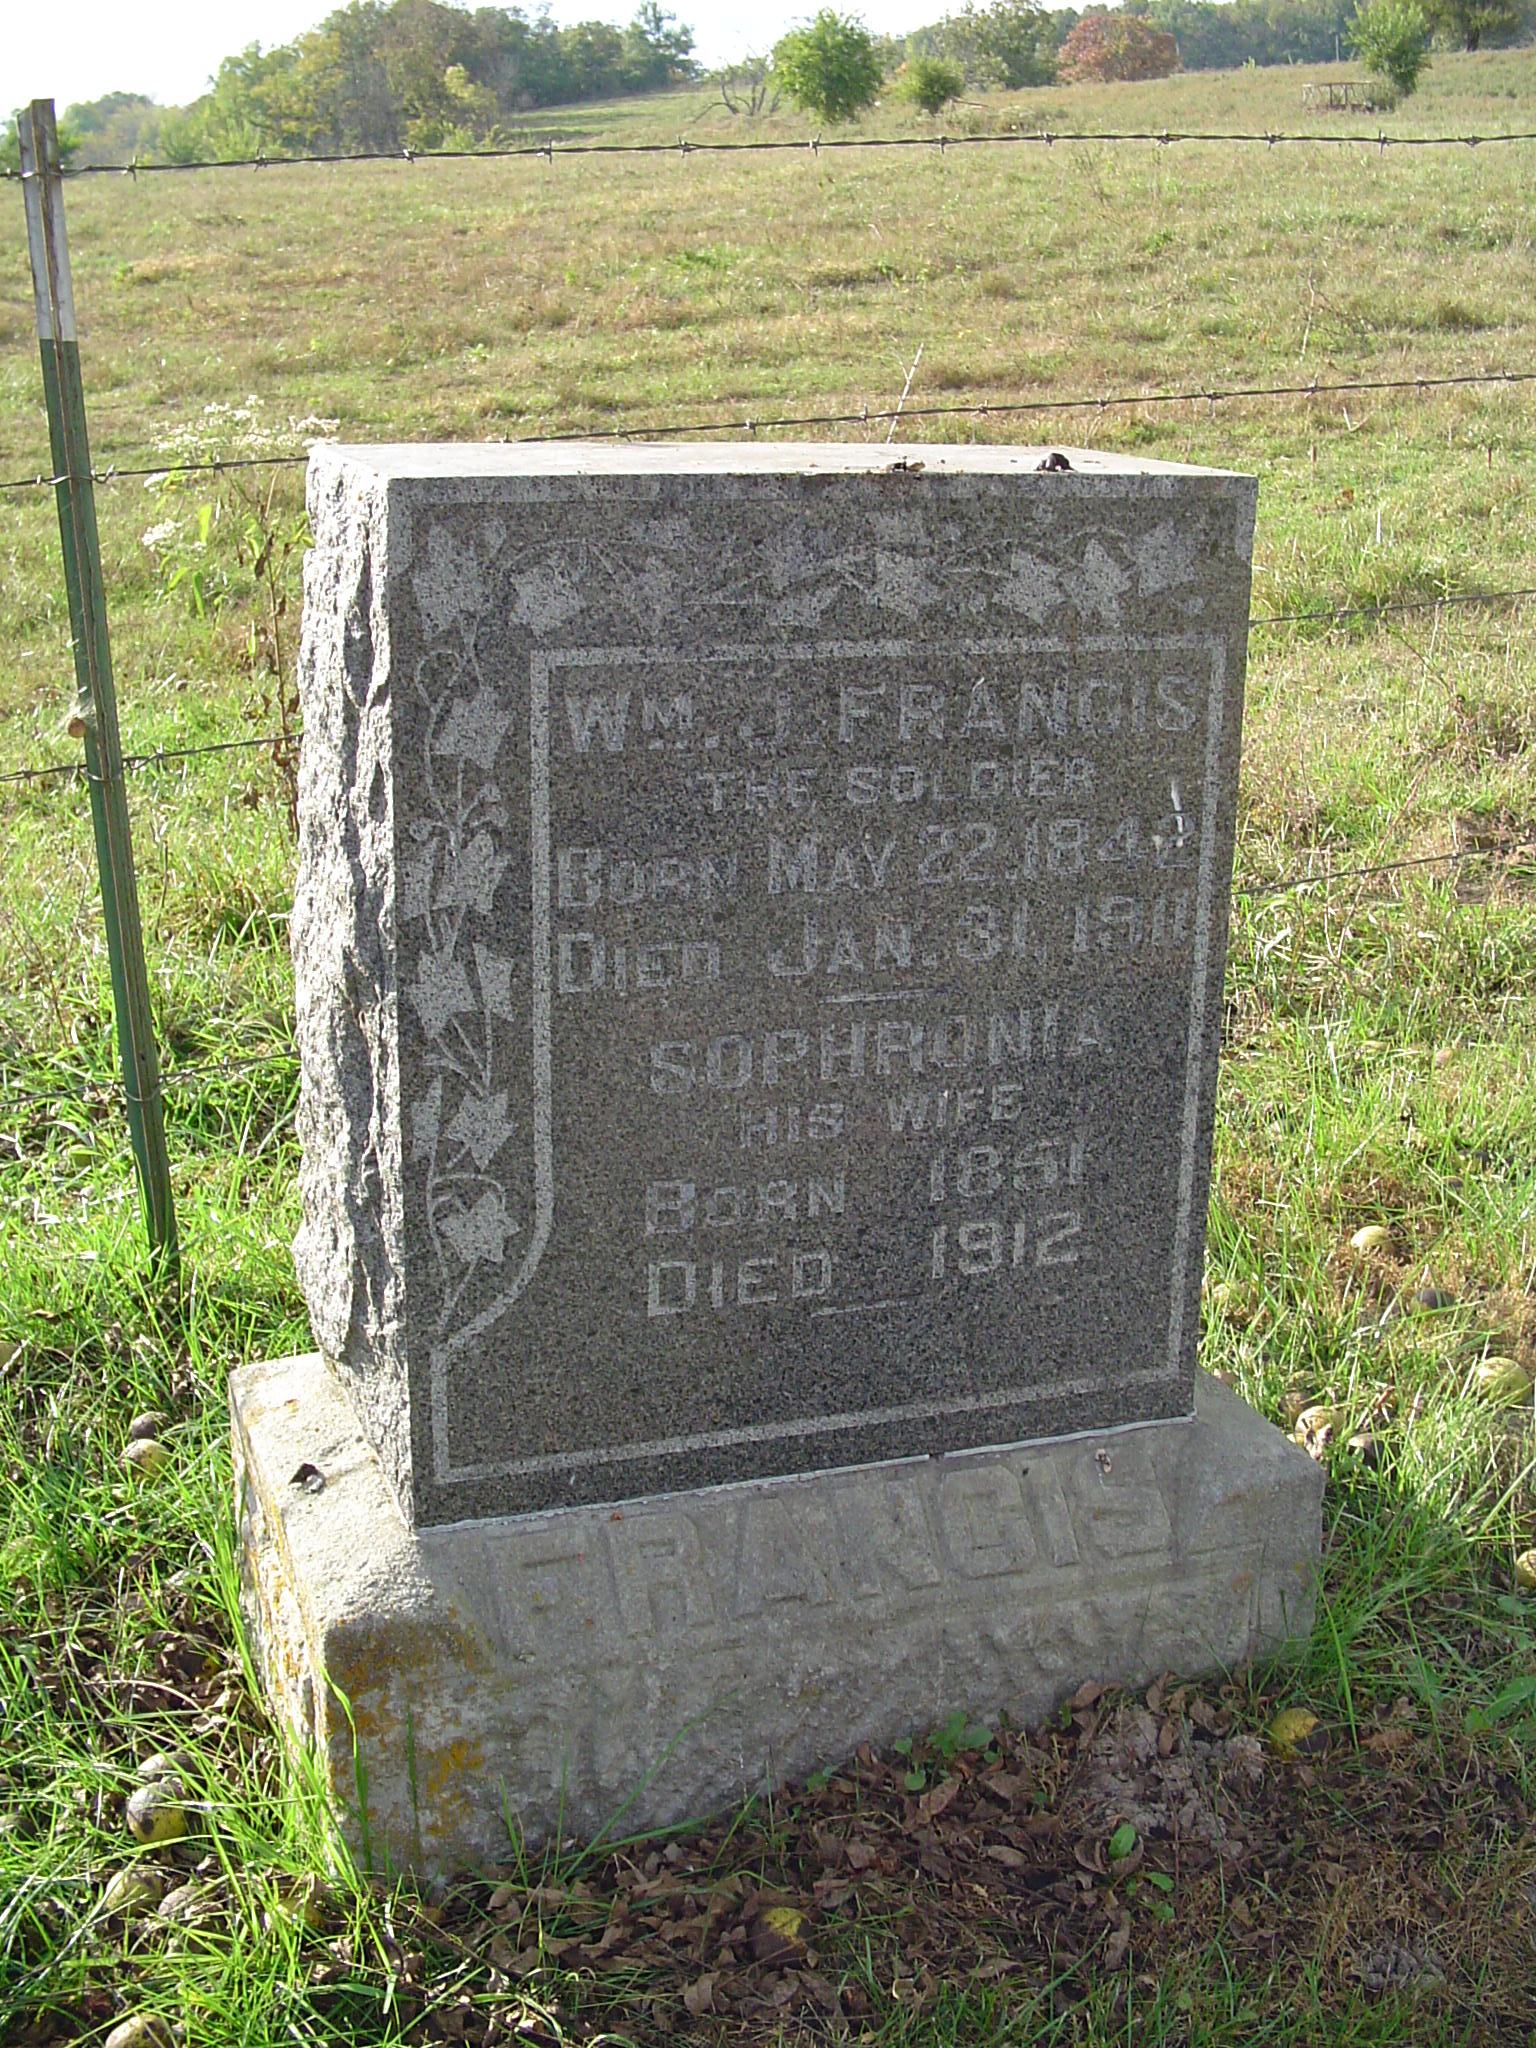 WM. J. FRANCIS
THE SOLDIER
BORN MAY 22, 1842
DIED JAN. 31, 1911
SOPHRONIA
HIS WIFE
BORN 1851
DIED 1912
FRANCIS